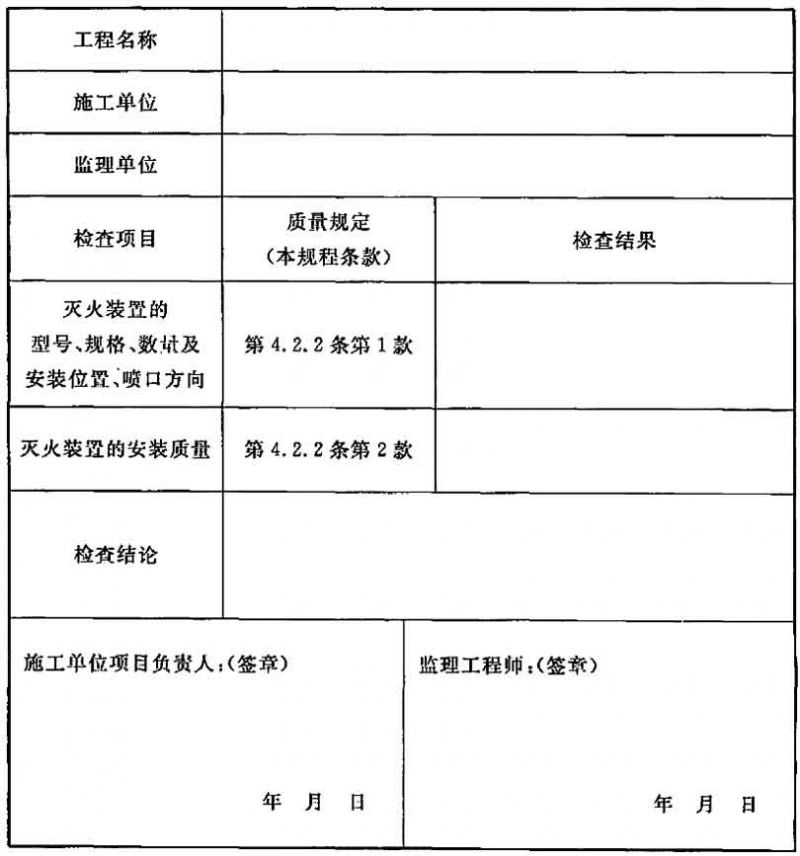 工程名称
施工单位
监理单位
检查项目
质量规定
（本规程条款）
检查结果
灭火装置的
型号、规格、数量及
安装位置、喷口方向
第 4.2.2 条第 1 款
灭火装置的安装质量
第 4.2.2 条第 2 款
检查结论
施工单位项目负责人:(签章)
监理工程师:(签章)
年 月 日
年 月 日